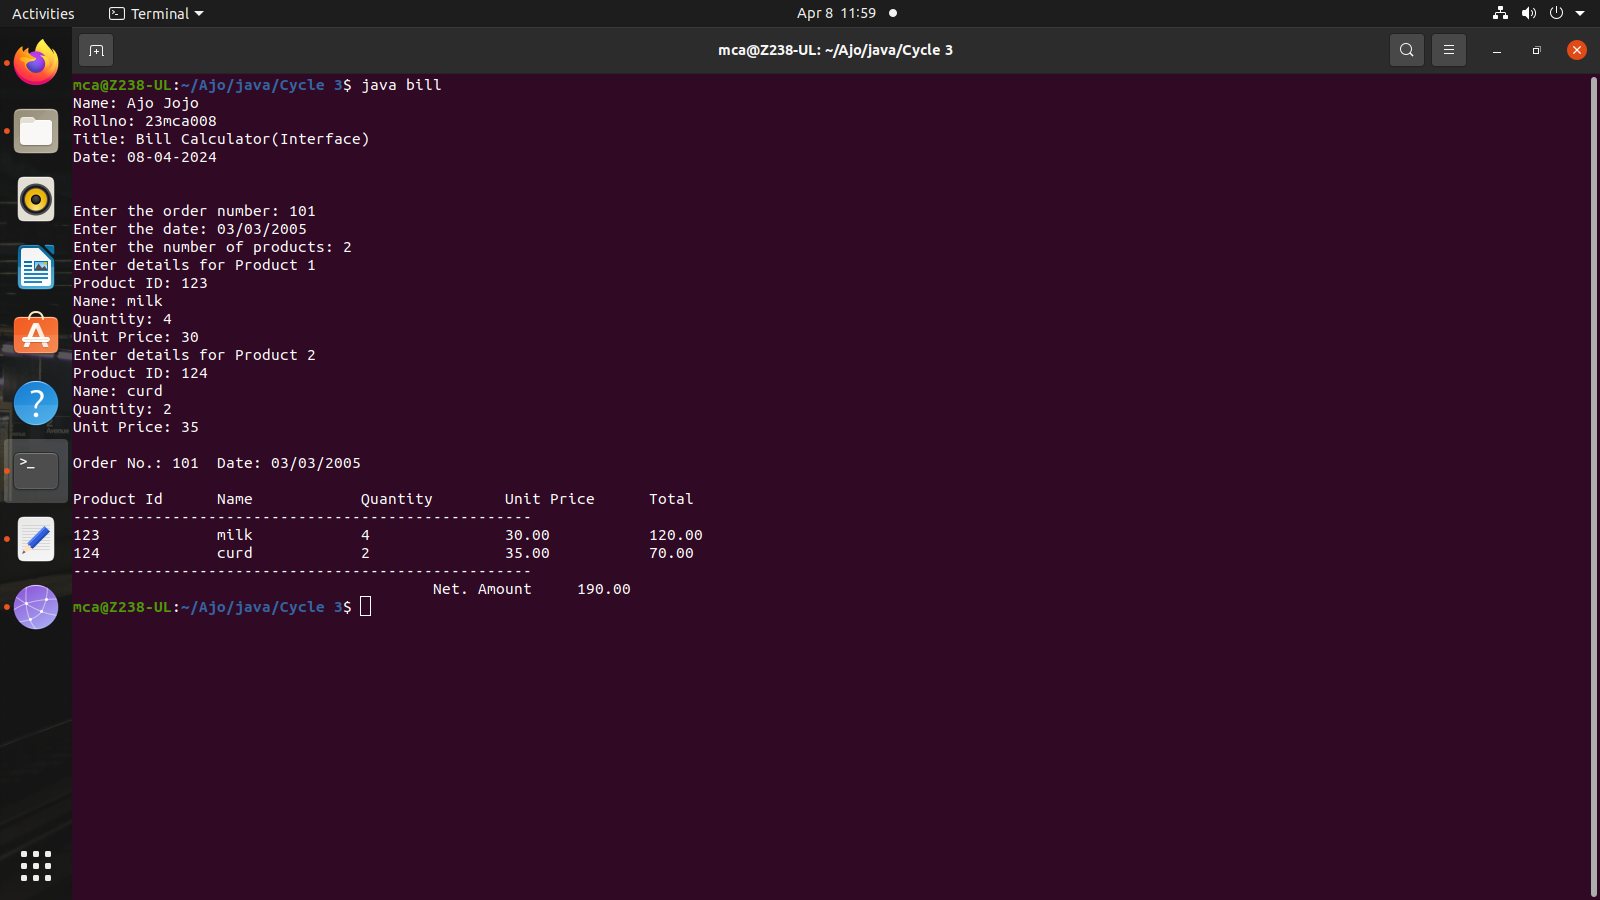 Activities
Terminal
Apr 8 11:59
mca@Z238-UL: ~/Ajo/java/Cycle 3
mca@Z238-UL:~/Ajo/java/Cycle 3$ java bill
Name: Ajo Jojo
Rollno: 23mca008
Title: Bill Calculator(Interface)
Date: 08-04-2024
Enter the order number: 101
Enter the date: 03/03/2005
Enter the number of products: 2
Enter details for Product 1
Product ID: 123
Name: milk
Quantity: 4
Unit Price: 30
Enter details for Product 2
Product ID: 124
Name: curd
Quantity: 2
Unit Price: 35
Order No.: 101  Date: 03/03/2005
Product Id      Name            Quantity        Unit Price      Total
---------------------------------------------------
123             milk            4               30.00           120.00
124             curd            2               35.00           70.00
---------------------------------------------------
                                        Net. Amount     190.00
mca@Z238-UL:~/Ajo/java/Cycle 3$